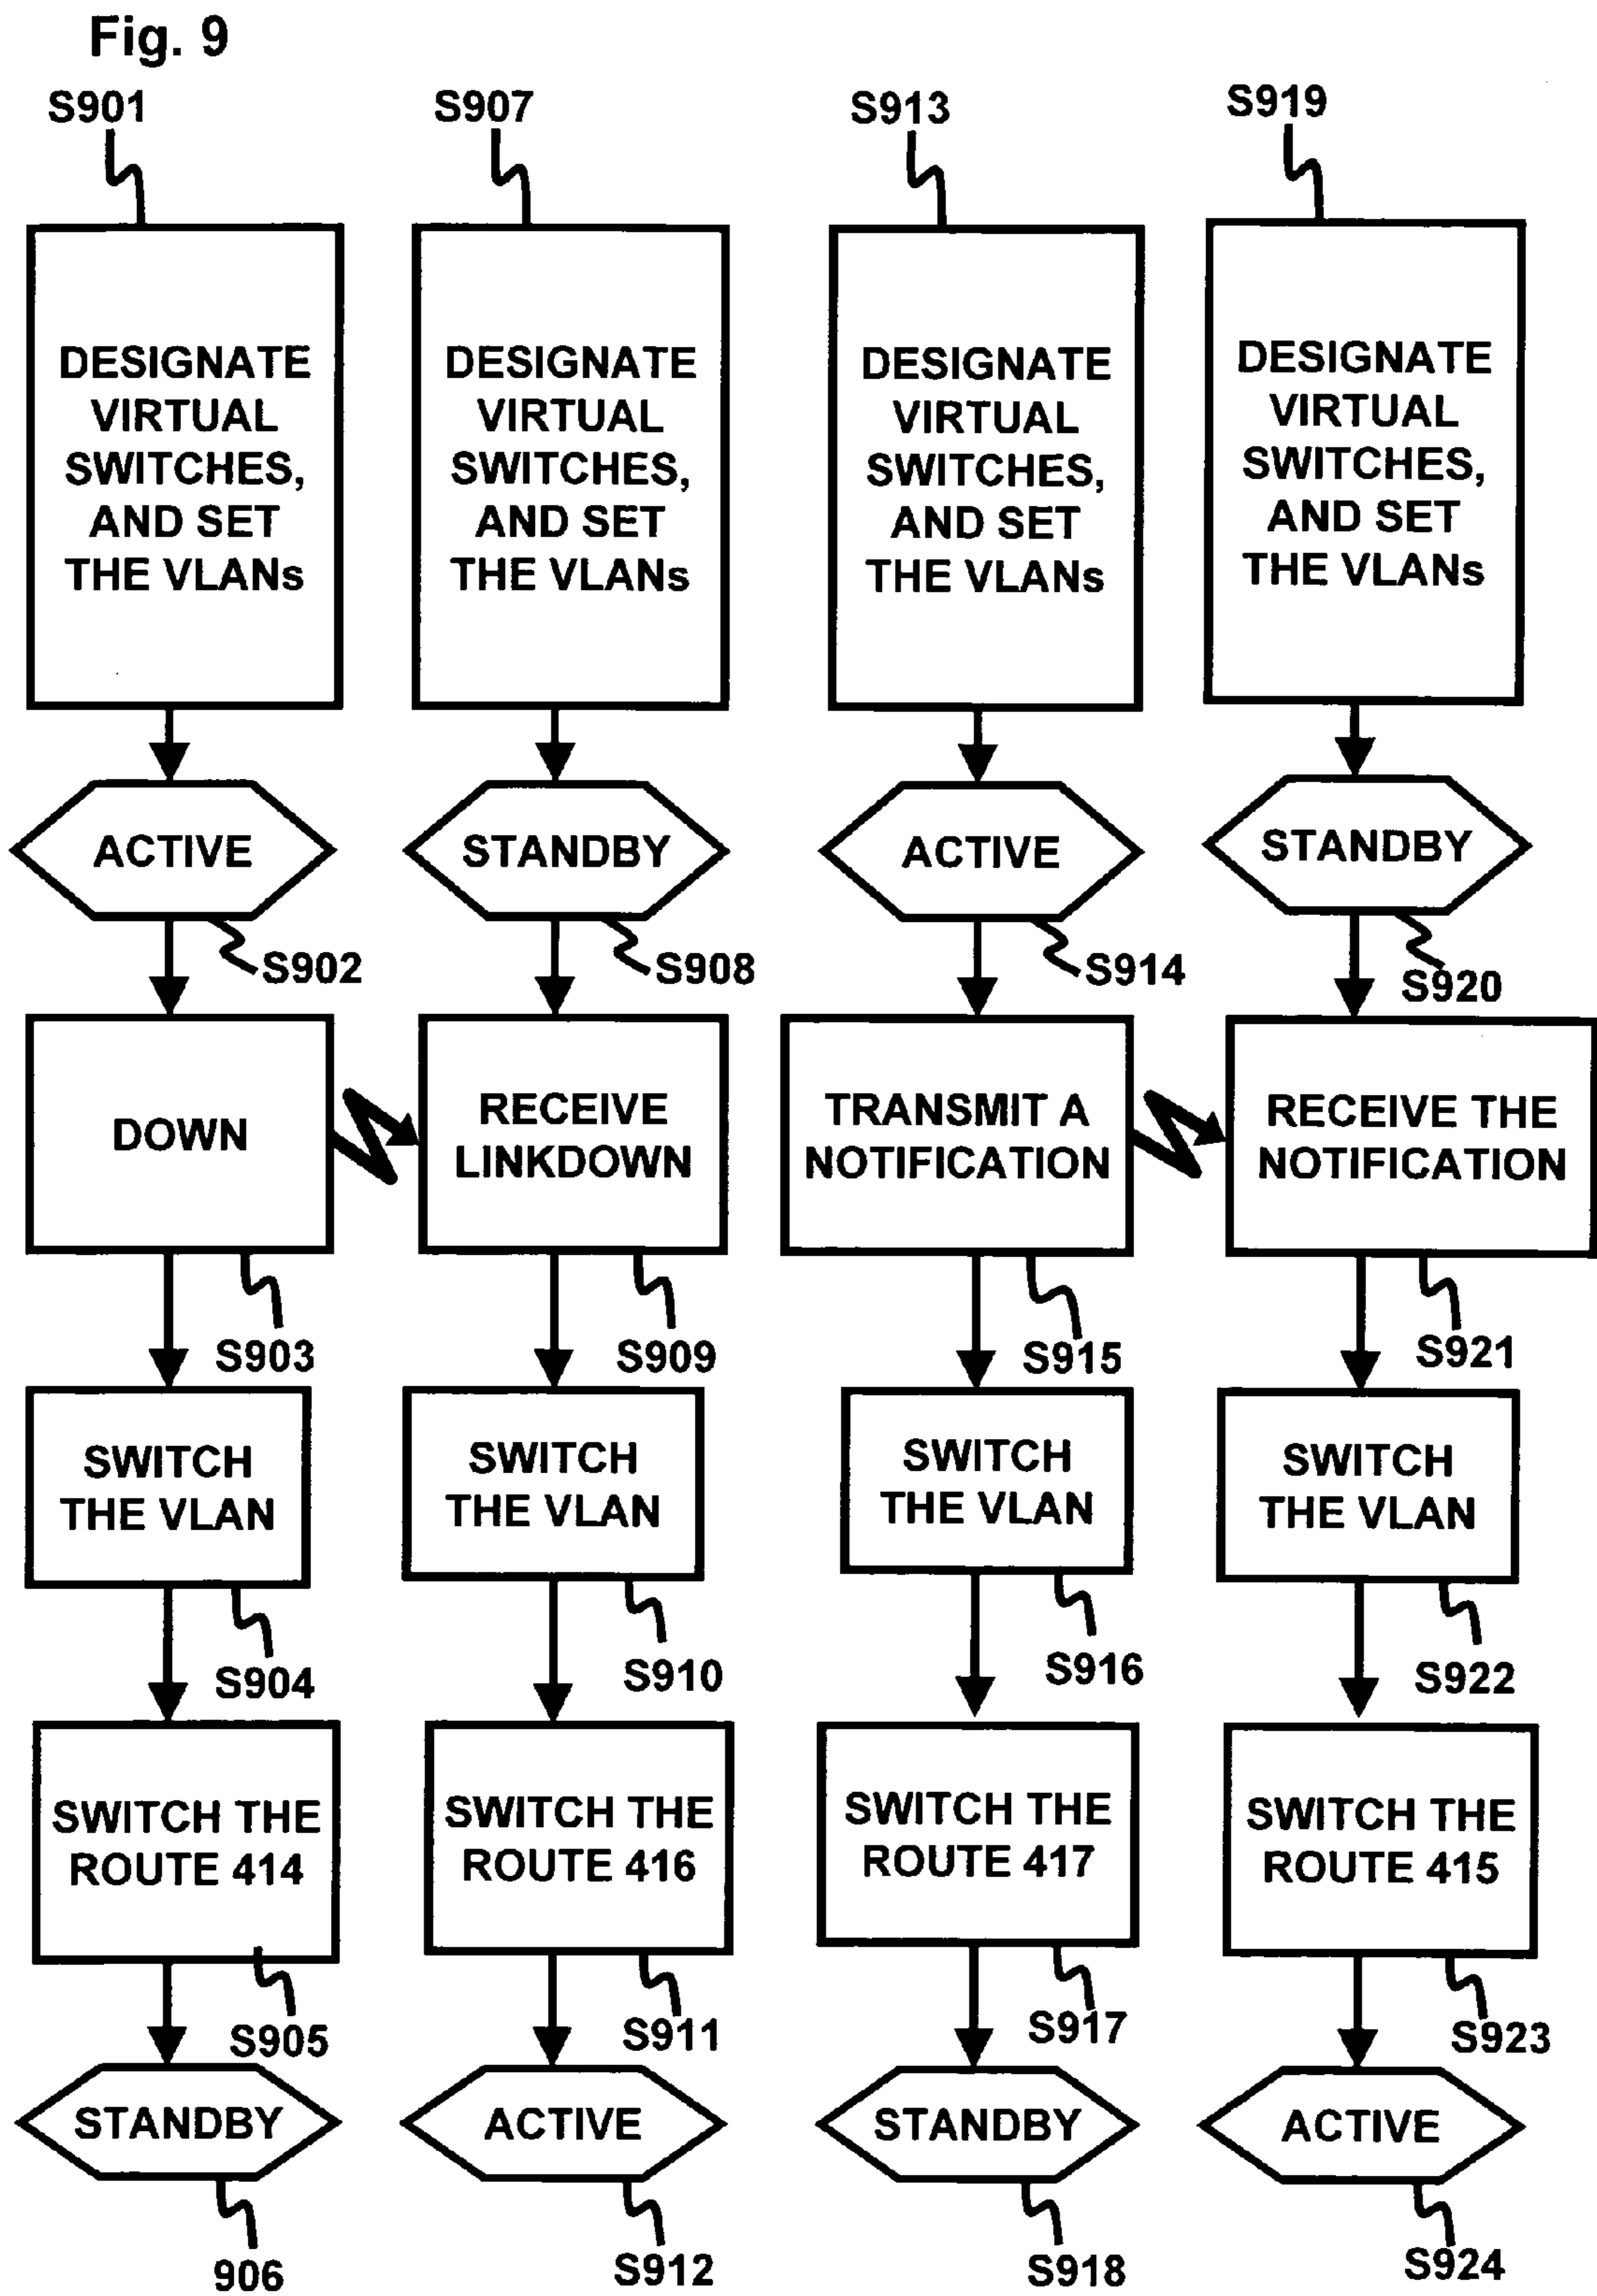 Fig. 9
S901
S907
S913
S919
DESIGNATE
VIRTUAL
SWITCHES,
AND SET
THE VLANs
DESIGNATE
VIRTUAL
SWITCHES,
AND SET
THE VLANs
DESIGNATE
VIRTUAL
SWITCHES,
AND SET
THE VLANs
DESIGNATE
VIRTUAL
SWITCHES,
AND SET
THE VLANs
ACTIVE
STANDBY
ACTIVE
STANDBY
S902
S908
S914
S920
DOWN
RECEIVE
LINKDOWN
TRANSMIT A
NOTIFICATION
RECEIVE THE
NOTIFICATION
S903
S909
S915
S921
SWITCH
THE VLAN
SWITCH
THE VLAN
SWITCH
THE VLAN
SWITCH
THE VLAN
S904
S910
S916
S922
SWITCH THE
ROUTE 414
SWITCH THE
ROUTE 416
SWITCH THE
ROUTE 417
SWITCH THE
ROUTE 415
S905
S911
S917
S923
STANDBY
ACTIVE
STANDBY
ACTIVE
906
S912
S918
S924